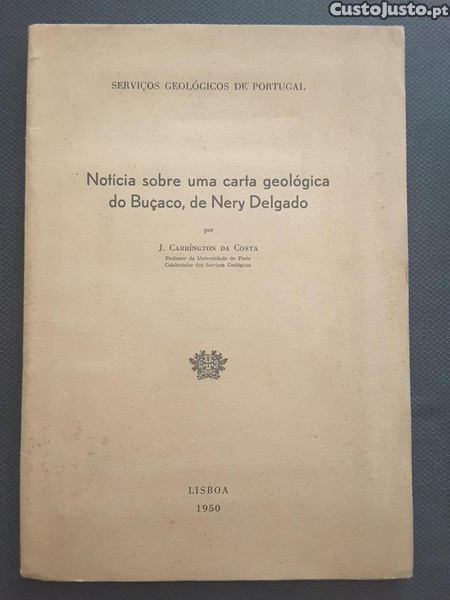 CustoJusto.pt
SERVIÇOS GEOLÓGICOS DE PORTUGAL
Notícia sobre uma carta geológica
do Buçaco, de Nery Delgado
por
J. Carríngton da Costa
Professor da Universidade do Porto
Colaborador dos Serviços Geológicos
LISBOA
1950